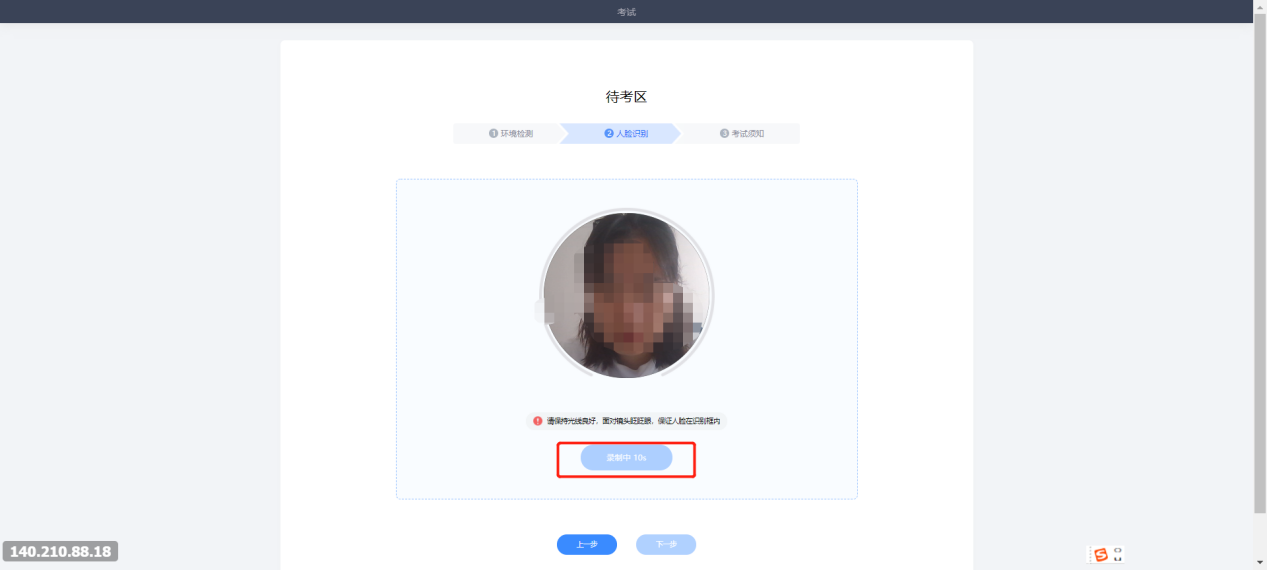 考试
待考区
1 环境检测
2 人脸识别
3 考试须知
请保持光线良好，面对镜头眨眨眼，保证人脸在识别框内
录制中 10s
上一步
下一步
140.210.88.18